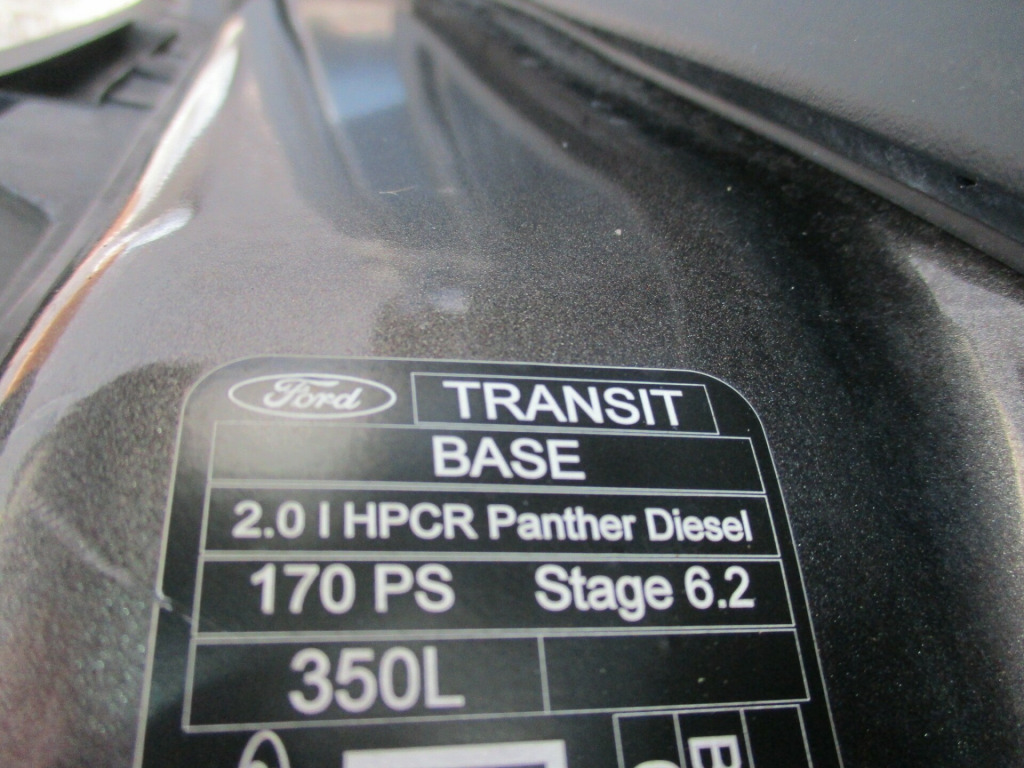 Ford TRANSIT
BASE
2.0 l HPCR Panther Diesel
170 PS Stage 6.2
350L